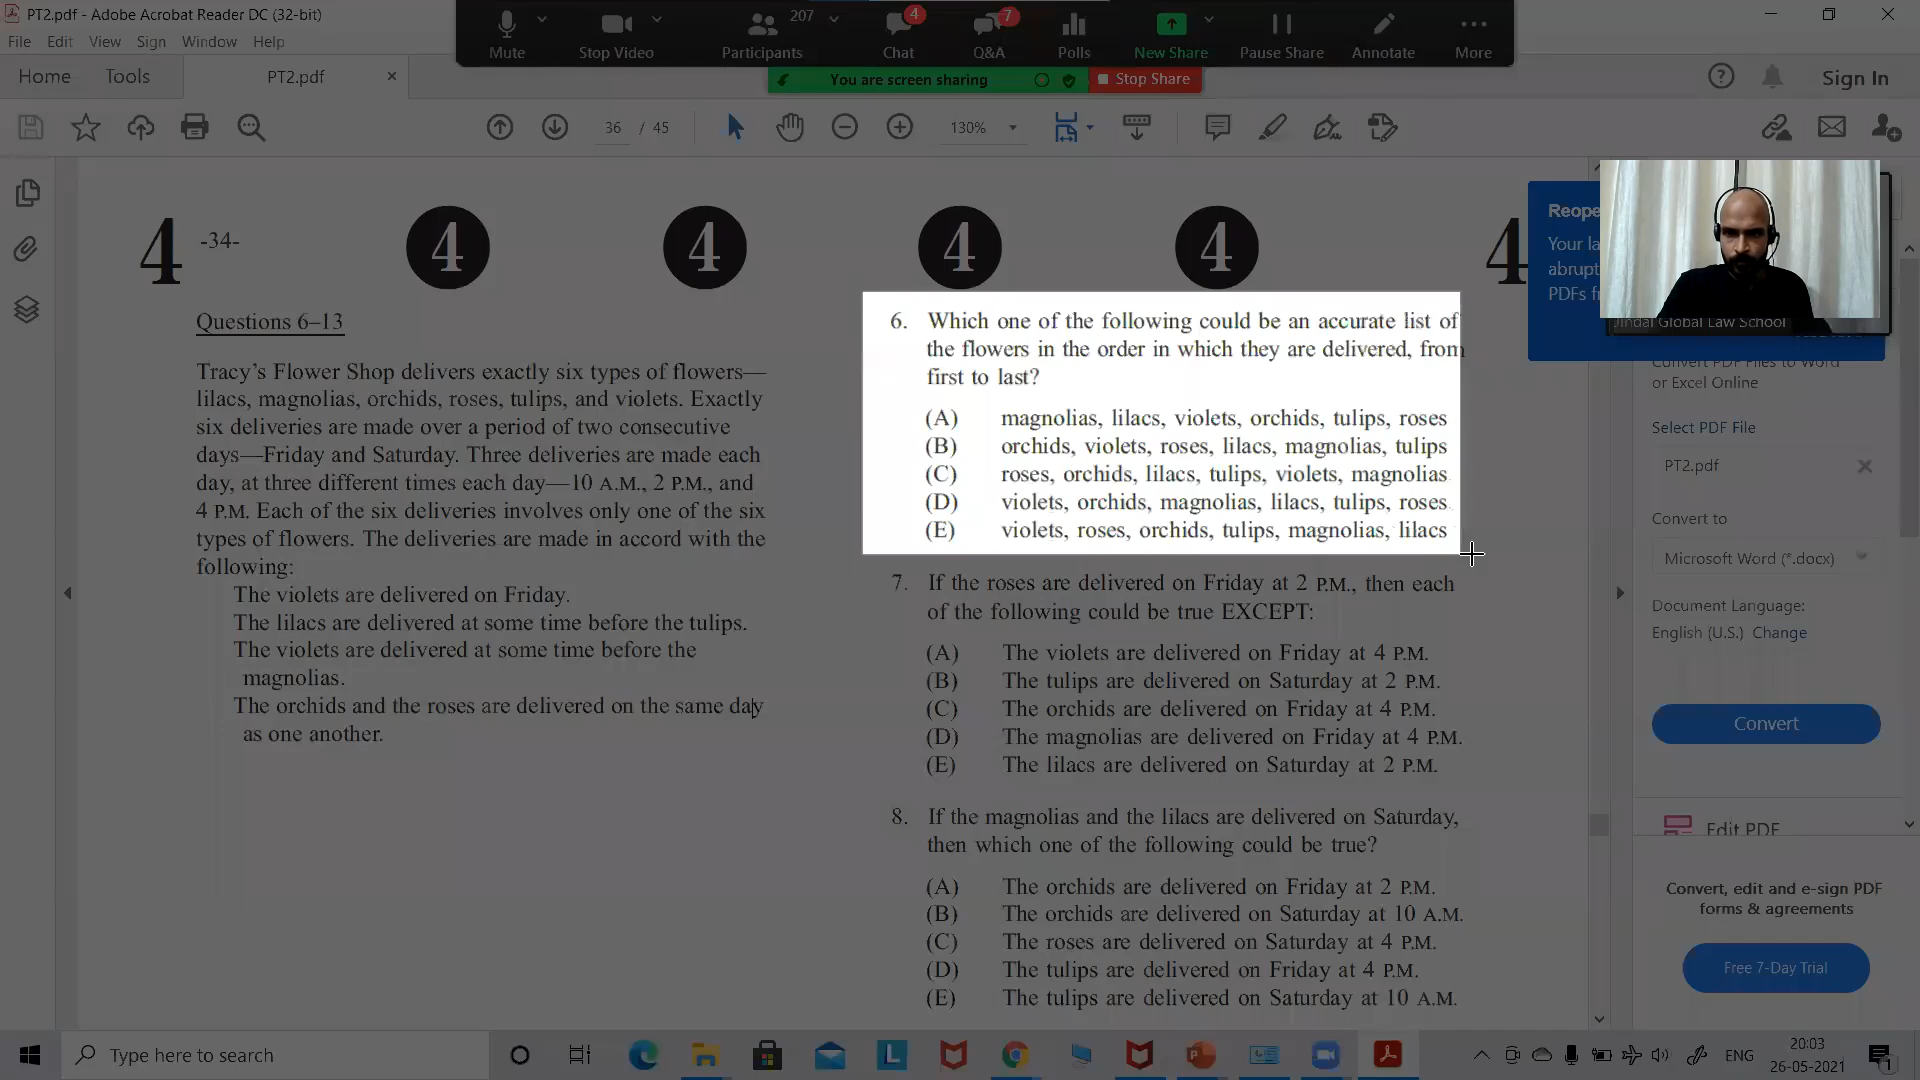 PT2.pdf - Adobe Acrobat Reader DC (32-bit)
File Edit View Sign Window Help
Mute
Stop Video
207
Participants
4
Chat
7
Q&A
Polls
New Share
Pause Share
Annotate
More
You are screen sharing
Stop Share
Home Tools PT2.pdf
Sign In
36 / 45
130%
4 -34- 4 4 4 4 4
Questions 6–13
Tracy's Flower Shop delivers exactly six types of flowers—
lilacs, magnolias, orchids, roses, tulips, and violets. Exactly
six deliveries are made over a period of two consecutive
days—Friday and Saturday. Three deliveries are made each
day, at three different times each day—10 A.M., 2 P.M., and
4 P.M. Each of the six deliveries involves only one of the six
types of flowers. The deliveries are made in accord with the
following:
The violets are delivered on Friday.
The lilacs are delivered at some time before the tulips.
The violets are delivered at some time before the
magnolias.
The orchids and the roses are delivered on the same day
as one another.
6. Which one of the following could be an accurate list of
the flowers in the order in which they are delivered, from
first to last?
(A) magnolias, lilacs, violets, orchids, tulips, roses
(B) orchids, violets, roses, lilacs, magnolias, tulips
(C) roses, orchids, lilacs, tulips, violets, magnolias
(D) violets, orchids, magnolias, lilacs, tulips, roses
(E) violets, roses, orchids, tulips, magnolias, lilacs
7. If the roses are delivered on Friday at 2 P.M., then each
of the following could be true EXCEPT:
(A) The violets are delivered on Friday at 4 P.M.
(B) The tulips are delivered on Saturday at 2 P.M.
(C) The orchids are delivered on Friday at 4 P.M.
(D) The magnolias are delivered on Friday at 4 P.M.
(E) The lilacs are delivered on Saturday at 2 P.M.
8. If the magnolias and the lilacs are delivered on Saturday,
then which one of the following could be true?
(A) The orchids are delivered on Friday at 2 P.M.
(B) The orchids are delivered on Saturday at 10 A.M.
(C) The roses are delivered on Saturday at 4 P.M.
(D) The tulips are delivered on Friday at 4 P.M.
(E) The tulips are delivered on Saturday at 10 A.M.
Reope
Your la
abrupt
PDFs f
Jindal Global Law School
Convert PDF Files to Word
or Excel Online
Select PDF File
PT2.pdf
Convert to
Microsoft Word (*.docx)
Document Language:
English (U.S.) Change
Convert
Edit PDF
Convert, edit and e-sign PDF
forms & agreements
Free 7-Day Trial
Type here to search
ENG
20:03
26-05-2021
1